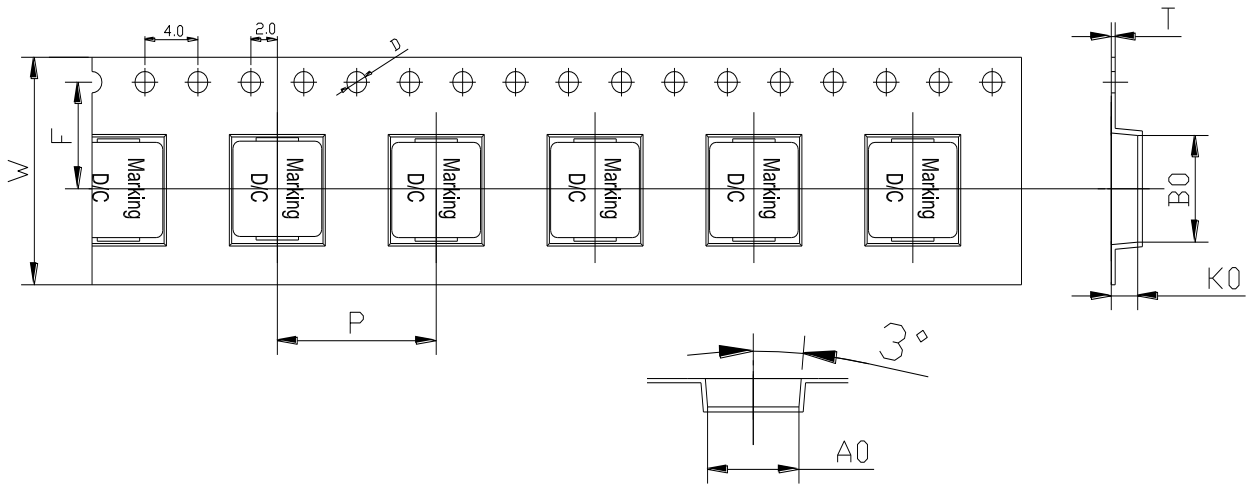 4.0
2.0
D
T
F
W
Marking
D/C
Marking
D/C
Marking
D/C
Marking
D/C
Marking
D/C
Marking
D/C
B0
K0
P
3°
A0